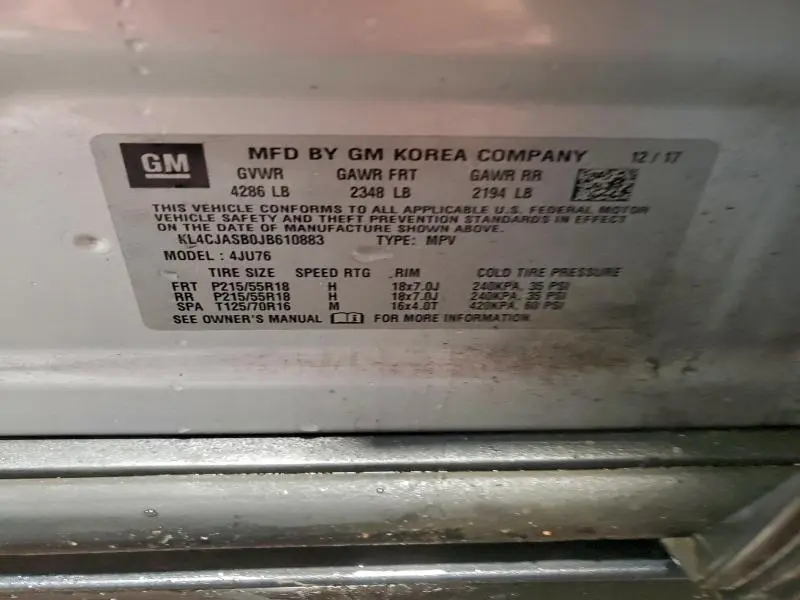 GM MFD BY GM KOREA COMPANY 12 / 17
GVWR GAWR FRT GAWR RR
4286 LB 2348 LB 2194 LB
THIS VEHICLE CONFORMS TO ALL APPLICABLE U.S. FEDERAL MOTOR
VEHICLE SAFETY AND THEFT PREVENTION STANDARDS IN EFFECT
ON THE DATE OF MANUFACTURE SHOWN ABOVE.
KL4CJASB0JB610883 TYPE: MPV
MODEL : 4JU76
TIRE SIZE SPEED RTG RIM COLD TIRE PRESSURE
FRT P215/55R18 H 18x7.0J 240KPA, 35 PSI
RR P215/55R18 H 18x7.0J 240KPA, 35 PSI
SPA T125/70R16 M 16x4.0T 420KPA, 60 PSI
SEE OWNER'S MANUAL FOR MORE INFORMATION.